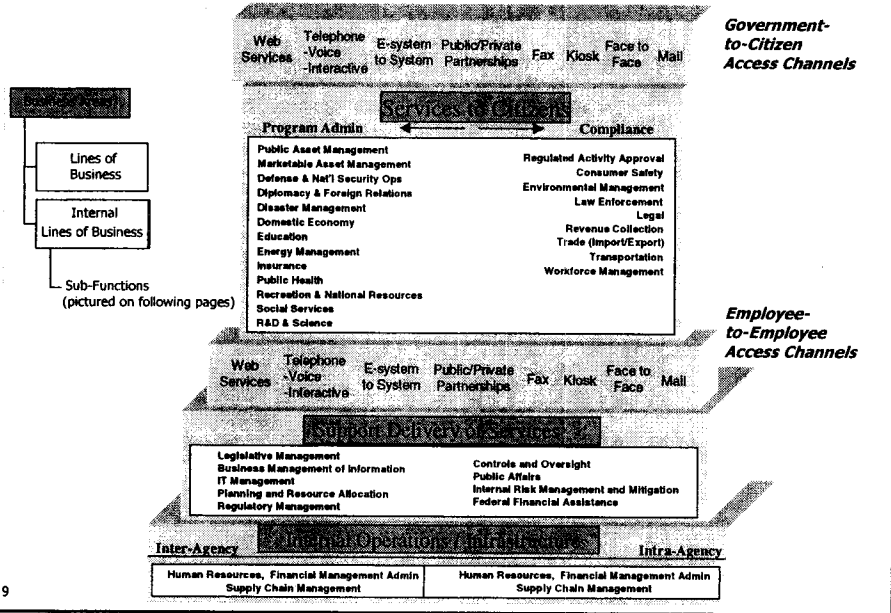 Government-
to-Citizen
Access Channels
Web
Services
Telephone
-Voice
-Interactive
E-system
to System
Public/Private
Partnerships
Fax
Kiosk
Face to
Face
Mail
Business Areas
Lines of
Business
Internal
Lines of Business
Sub-Functions
(pictured on following pages)
Services to Citizens
Program Admin
Compliance
Public Asset Management
Marketable Asset Management
Defense & Nat'l Security Ops
Diplomacy & Foreign Relations
Disaster Management
Domestic Economy
Education
Energy Management
Insurance
Public Health
Recreation & National Resources
Social Services
R&D & Science
Regulated Activity Approval
Consumer Safety
Environmental Management
Law Enforcement
Legal
Revenue Collection
Trade (Import/Export)
Transportation
Workforce Management
Employee-
to-Employee
Access Channels
Web
Services
Telephone
-Voice
-Interactive
E-system
to System
Public/Private
Partnerships
Fax
Kiosk
Face to
Face
Mail
Support Delivery of Services
Legislative Management
Business Management of Information
IT Management
Planning and Resource Allocation
Regulatory Management
Controls and Oversight
Public Affairs
Internal Risk Management and Mitigation
Federal Financial Assistance
Internal Operations / Infrastructure
Inter-Agency
Intra-Agency
Human Resources, Financial Management Admin
Supply Chain Management
Human Resources, Financial Management Admin
Supply Chain Management
9